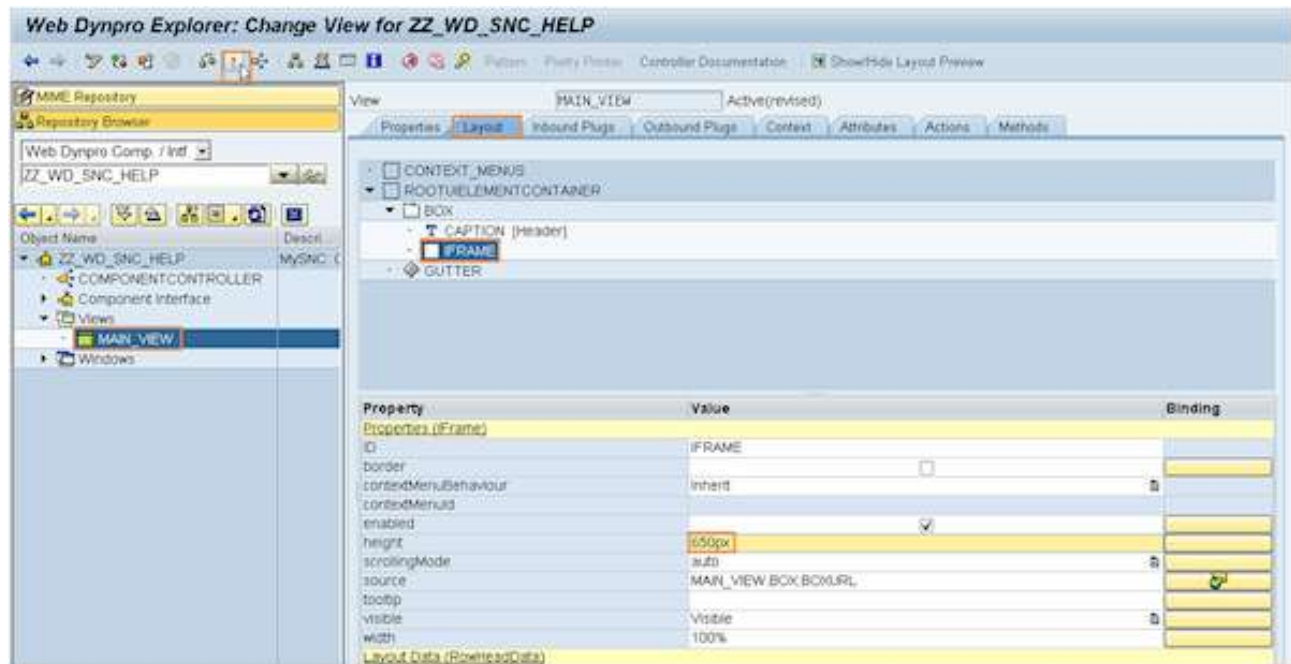 Web Dynpro Explorer: Change View for ZZ_WD_SNC_HELP
Pattern Pretty Printer Controller Documentation Show/Hide Layout Preview
MIME Repository
Repository Browser
Web Dynpro Comp. / Intf
ZZ_WD_SNC_HELP
Object Name Descri
ZZ_WD_SNC_HELP MySNC
COMPONENTCONTROLLER
Component Interface
Views
MAIN_VIEW
Windows
View MAIN_VIEW Active(revised)
Properties Layout Inbound Plugs Outbound Plugs Context Attributes Actions Methods
CONTEXT_MENUS
ROOTUIELEMENTCONTAINER
BOX
T CAPTION [Header]
IFRAME
GUTTER
Property Value Binding
Properties (IFrame)
ID IFRAME
border
contextMenuBehaviour Inherit
contextMenuId
enabled
height 650px
scrollingMode auto
source MAIN_VIEW.BOX.BOXURL
tooltip
visible Visible
width 100%
Layout Data (RowHeadData)